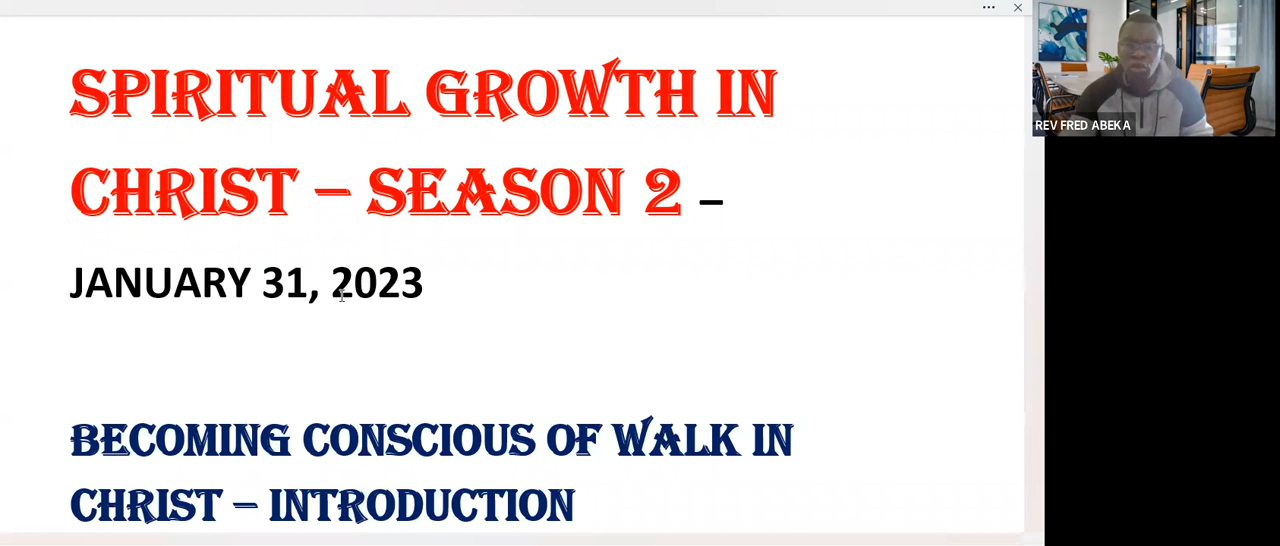 SPIRITUAL GROWTH IN
CHRIST – SEASON 2 –
JANUARY 31, 2023
BECOMING CONSCIOUS OF WALK IN
CHRIST – INTRODUCTION
REV FRED ABEKA